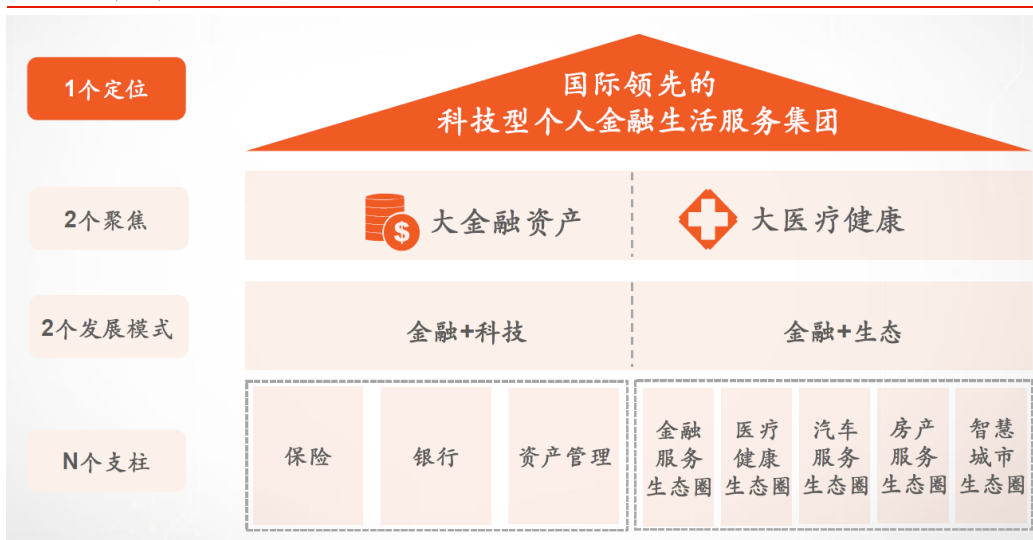 1个定位
国际领先的
科技型个人金融生活服务集团
2个聚焦
$
大金融资产
大医疗健康
2个发展模式
金融+科技
金融+生态
N个支柱
保险
银行
资产管理
金融
服务
生态圈
医疗
健康
生态圈
汽车
服务
生态圈
房产
服务
生态圈
智慧
城市
生态圈